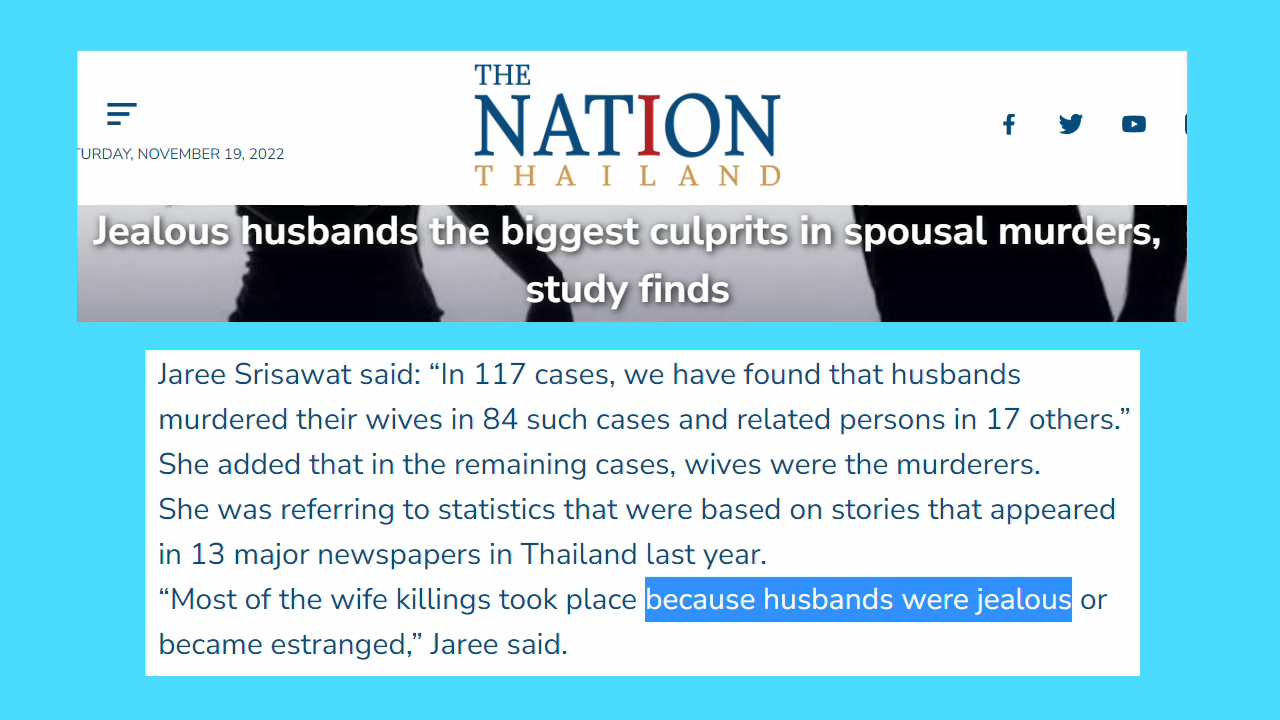 THE
NATION
THAILAND
TURDAY, NOVEMBER 19, 2022
Jealous husbands the biggest culprits in spousal murders,
study finds
Jaree Srisawat said: “In 117 cases, we have found that husbands
murdered their wives in 84 such cases and related persons in 17 others.”
She added that in the remaining cases, wives were the murderers.
She was referring to statistics that were based on stories that appeared
in 13 major newspapers in Thailand last year.
“Most of the wife killings took place because husbands were jealous or
became estranged,” Jaree said.